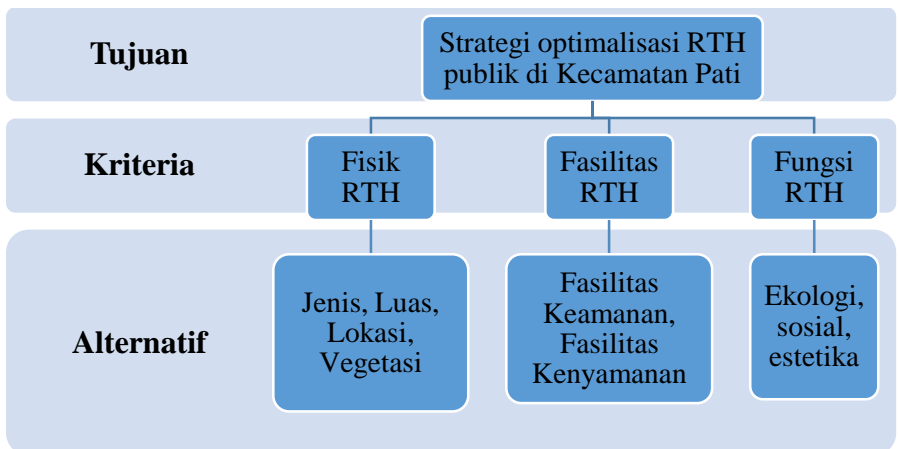 Tujuan
Strategi optimalisasi RTH
publik di Kecamatan Pati
Kriteria
Fisik
RTH
Fasilitas
RTH
Fungsi
RTH
Alternatif
Jenis, Luas,
Lokasi,
Vegetasi
Fasilitas
Keamanan,
Fasilitas
Kenyamanan
Ekologi,
sosial,
estetika